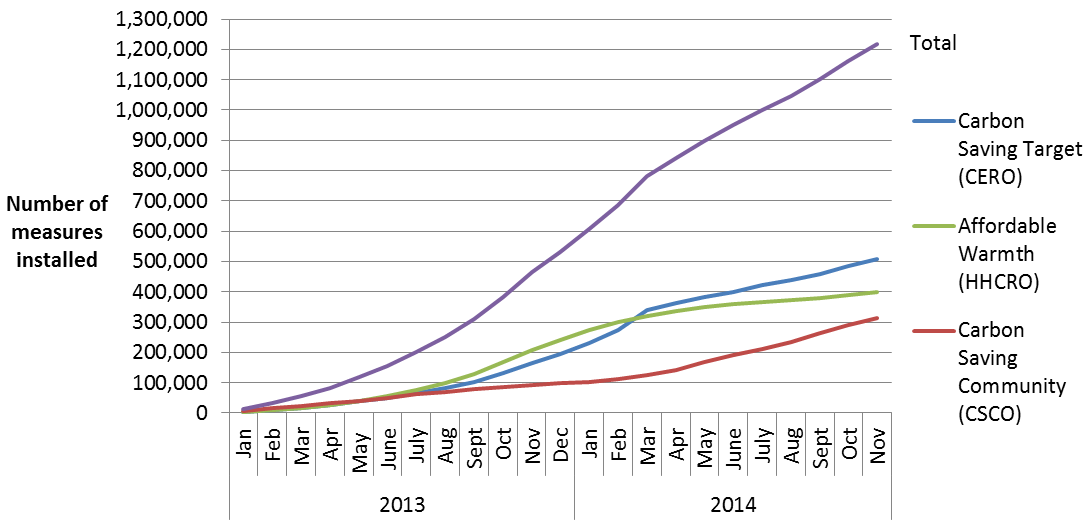 1,300,000
1,200,000
1,100,000
1,000,000
900,000
800,000
700,000
600,000
500,000
400,000
300,000
200,000
100,000
0
Number of
measures
installed
Jan
Feb
Mar
Apr
May
June
July
Aug
Sept
Oct
Nov
Dec
Jan
Feb
Mar
Apr
May
June
July
Aug
Sept
Oct
Nov
2013
2014
Total
Carbon
Saving Target
(CERO)
Affordable
Warmth
(HHCRO)
Carbon
Saving
Community
(CSCO)